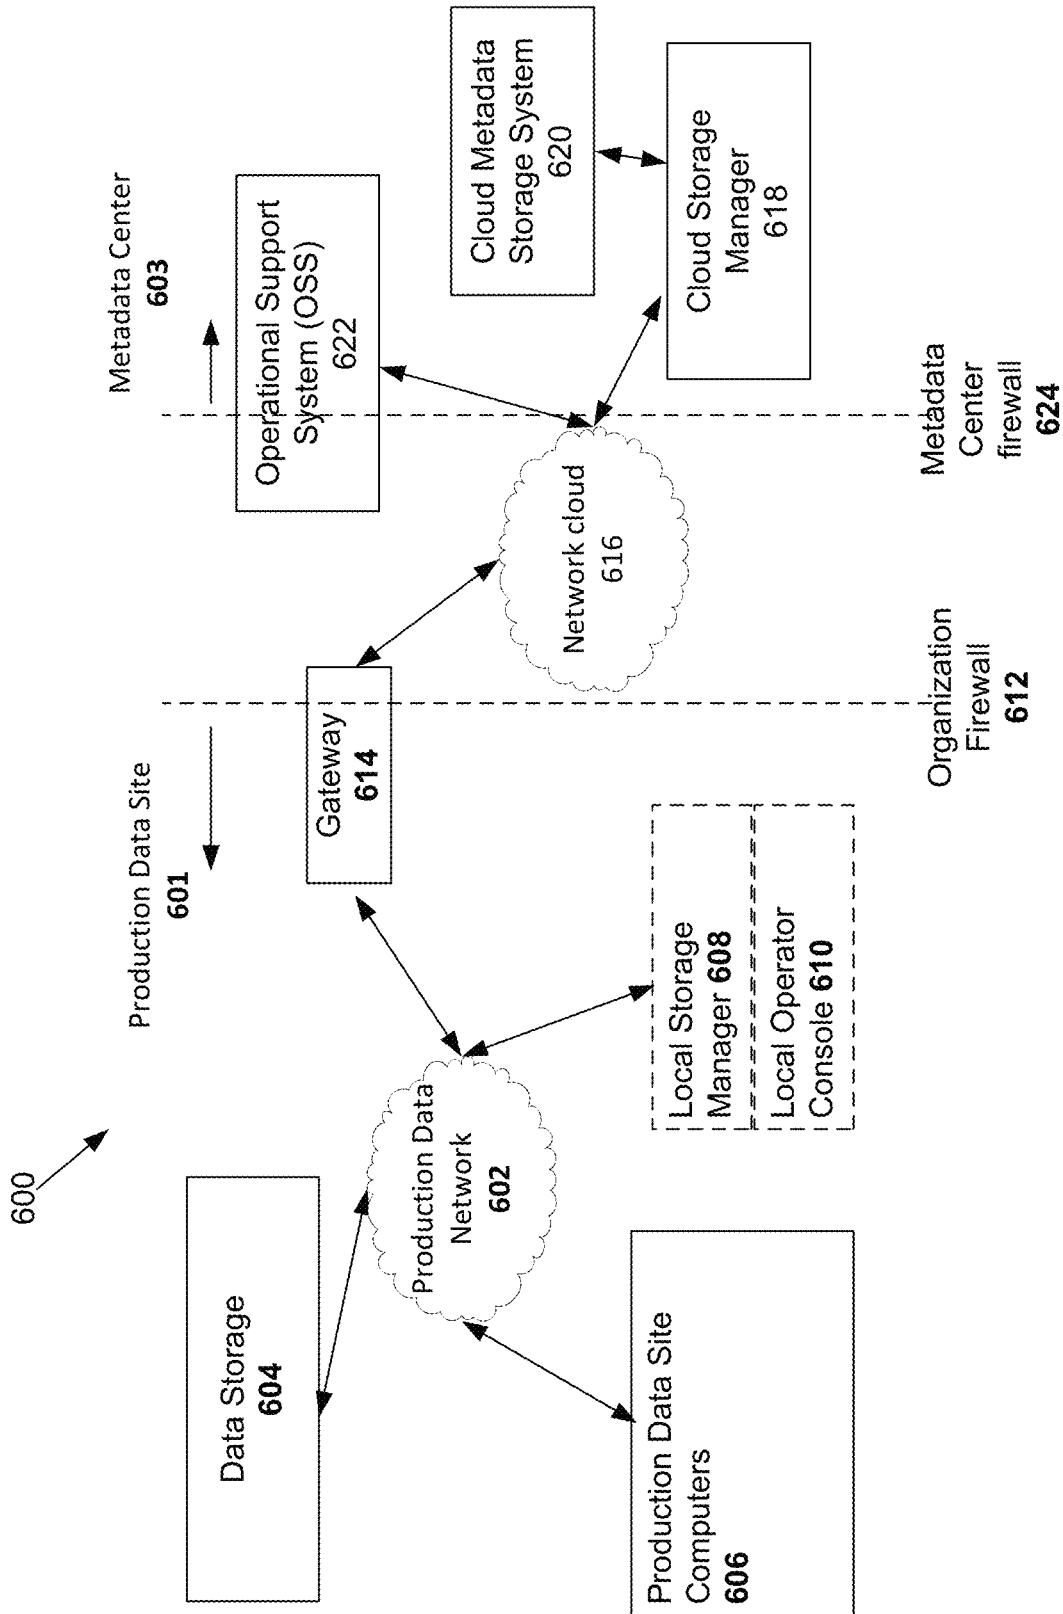 600
Production Data Site
601
Metadata Center
603
Data Storage
604
Gateway
614
Operational Support
System (OSS)
622
Production Data
Network
602
Network cloud
616
Cloud Metadata
Storage System
620
Production Data Site
Computers
606
Local Storage
Manager 608
Local Operator
Console 610
Cloud Storage
Manager
618
Organization
Firewall
612
Metadata
Center
firewall
624